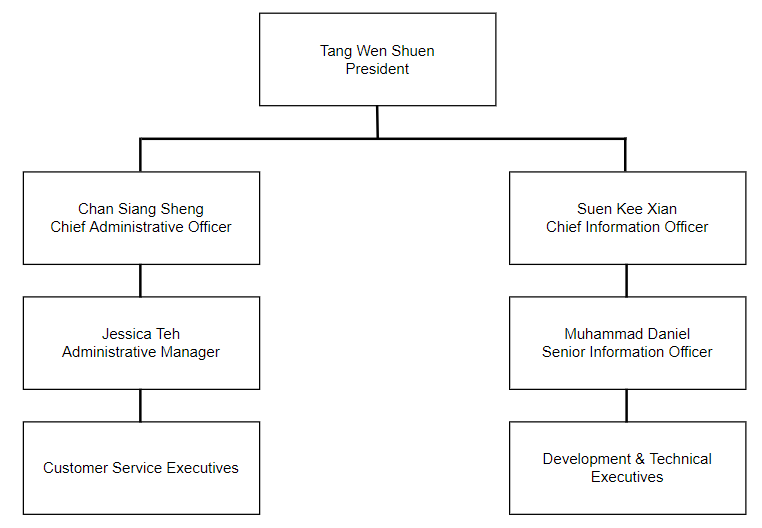 Tang Wen Shuen
President
Chan Siang Sheng
Chief Administrative Officer
Suen Kee Xian
Chief Information Officer
Jessica Teh
Administrative Manager
Muhammad Daniel
Senior Information Officer
Customer Service Executives
Development & Technical
Executives